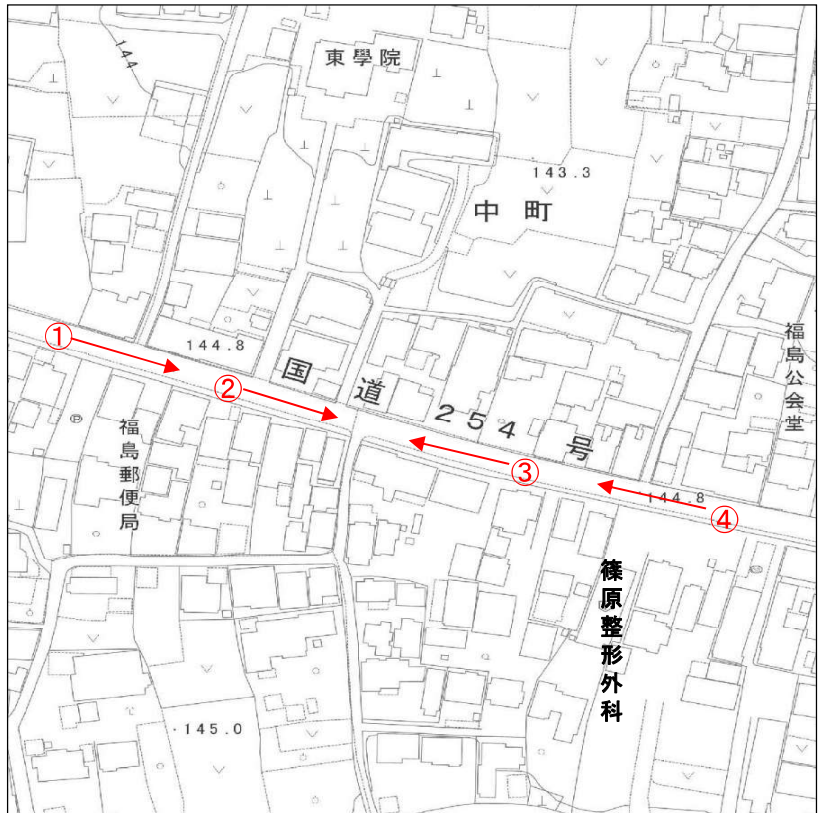 東學院
144
143.3
中町
①
144.8
②
国道254号
福島公会堂
福島郵便局
③
144.8
④
篠原整形外科
145.0